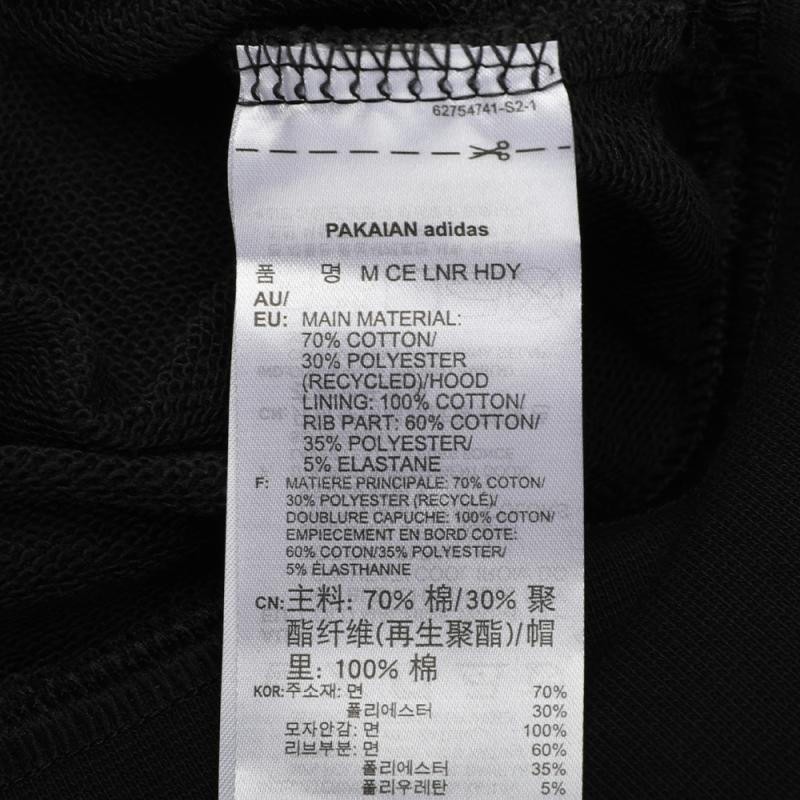 62754741-S2-1
PAKAIAN adidas
품 명 M CE LNR HDY
AU/
EU: MAIN MATERIAL:
70% COTTON/
30% POLYESTER
(RECYCLED)/HOOD
LINING: 100% COTTON/
RIB PART: 60% COTTON/
35% POLYESTER/
5% ELASTANE
F: MATIERE PRINCIPALE: 70% COTON/
30% POLYESTER (RECYCLÉ)/
DOUBLURE CAPUCHE: 100% COTON/
EMPIECEMENT EN BORD COTE:
60% COTON/35% POLYESTER/
5% ÉLASTHANNE
CN: 主料: 70% 棉/30% 聚
酯纤维(再生聚酯)/帽
里: 100% 棉
KOR: 주소재: 면 70%
폴리에스터 30%
모자안감: 면 100%
리브부분: 면 60%
폴리에스터 35%
폴리우레탄 5%